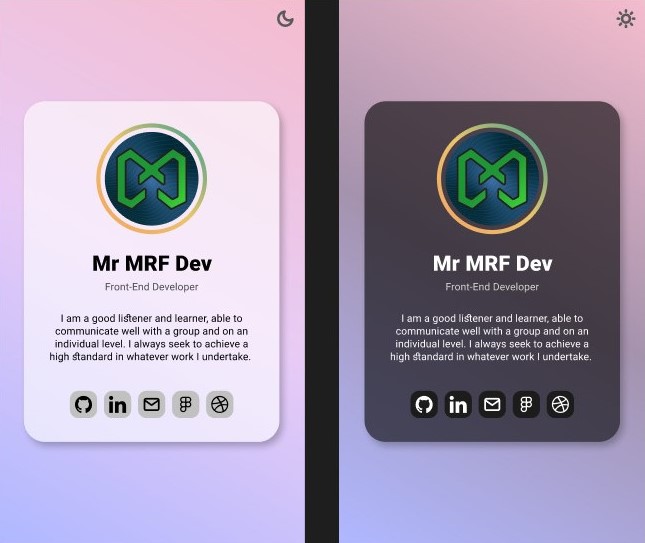 Mr MRF Dev
Front-End Developer
I am a good listener and learner, able to
communicate well with a group and on an
individual level. I always seek to achieve a
high standard in whatever work I undertake.
in
Mr MRF Dev
Front-End Developer
I am a good listener and learner, able to
communicate well with a group and on an
individual level. I always seek to achieve a
high standard in whatever work I undertake.
in